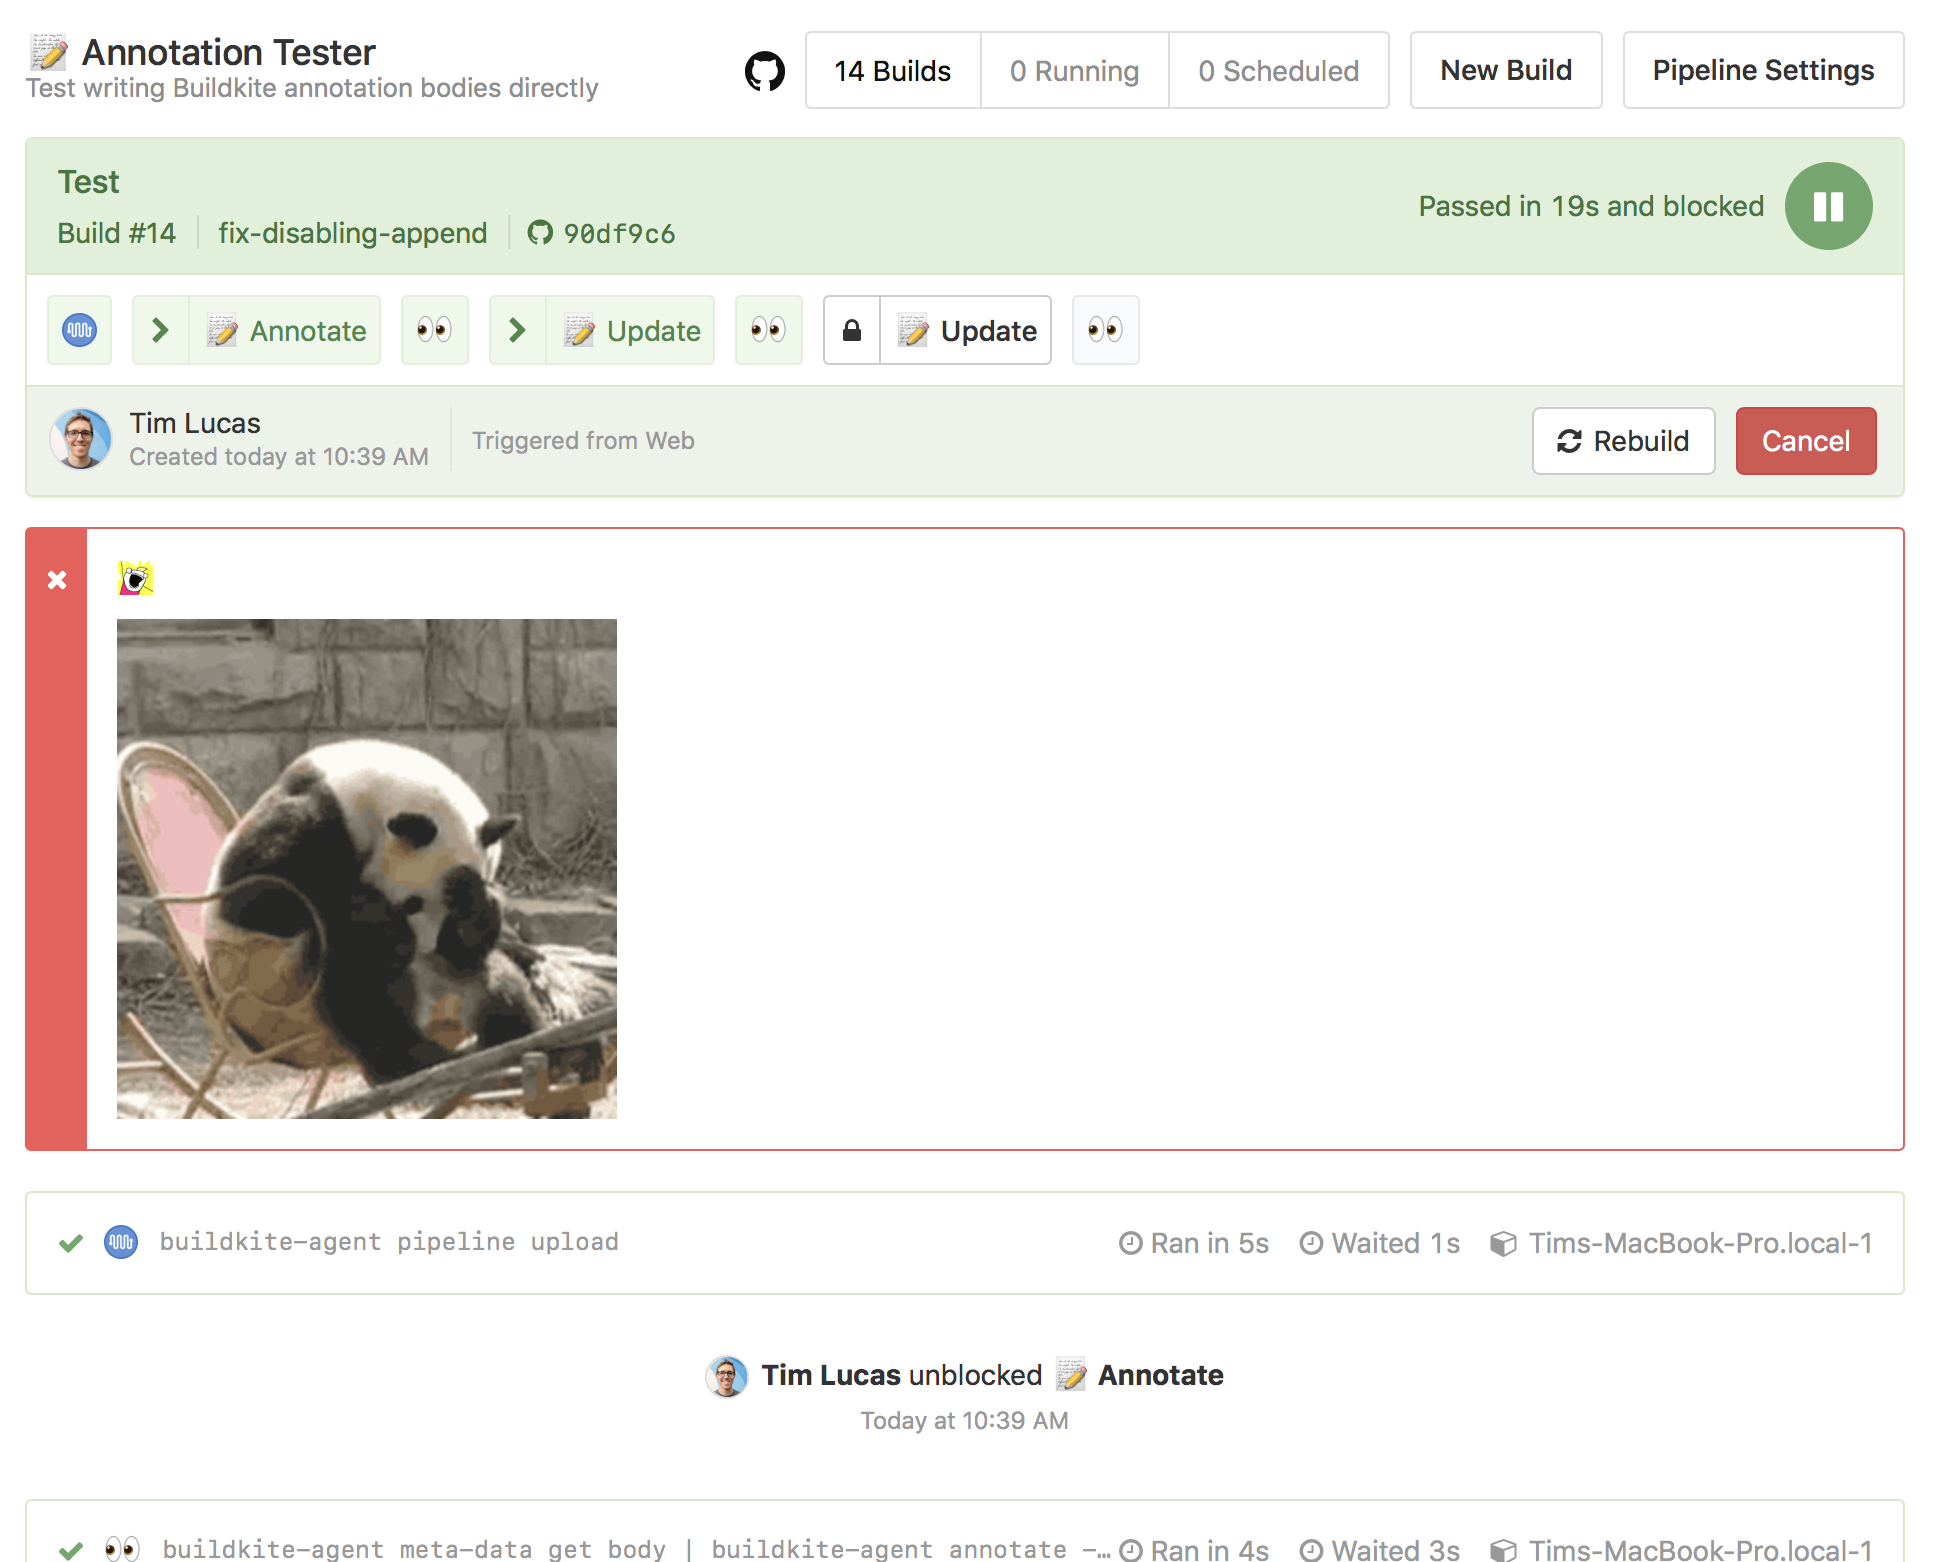 Annotation Tester
Test writing Buildkite annotation bodies directly
14 Builds
0 Running
0 Scheduled
New Build
Pipeline Settings
Test
Build #14
fix-disabling-append
90df9c6
Passed in 19s and blocked
Annotate
Update
Update
Tim Lucas
Created today at 10:39 AM
Triggered from Web
Rebuild
Cancel
buildkite-agent pipeline upload
Ran in 5s
Waited 1s
Tims-MacBook-Pro.local-1
Tim Lucas unblocked Annotate
Today at 10:39 AM
buildkite-agent meta-data get body | buildkite-agent annotate -…
Ran in 4s
Waited 3s
Tims-MacBook-Pro.local-1